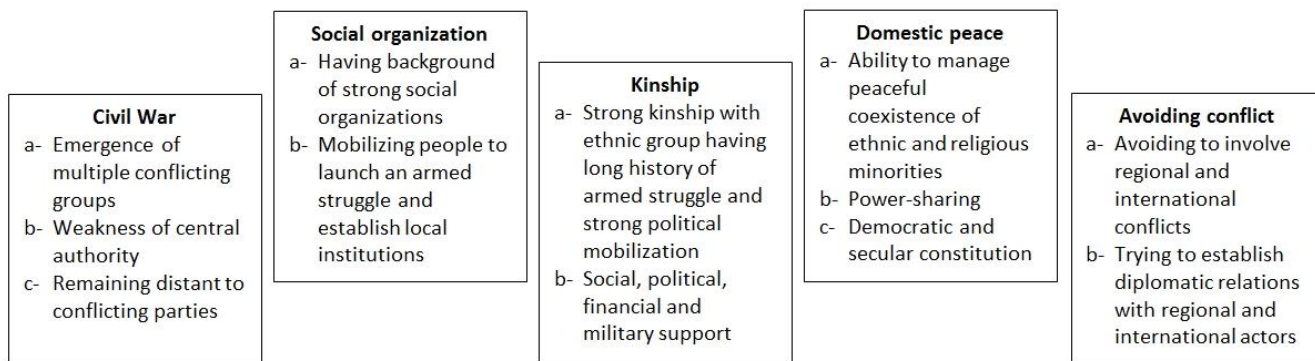 Civil War
a- Emergence of
multiple conflicting
groups
b- Weakness of central
authority
c- Remaining distant to
conflicting parties
Social organization
a- Having background
of strong social
organizations
b- Mobilizing people to
launch an armed
struggle and
establish local
institutions
Kinship
a- Strong kinship with
ethnic group having
long history of
armed struggle and
strong political
mobilization
b- Social, political,
financial and
military support
Domestic peace
a- Ability to manage
peaceful
coexistence of
ethnic and religious
minorities
b- Power-sharing
c- Democratic and
secular constitution
Avoiding conflict
a- Avoiding to involve
regional and
international
conflicts
b- Trying to establish
diplomatic relations
with regional and
international actors